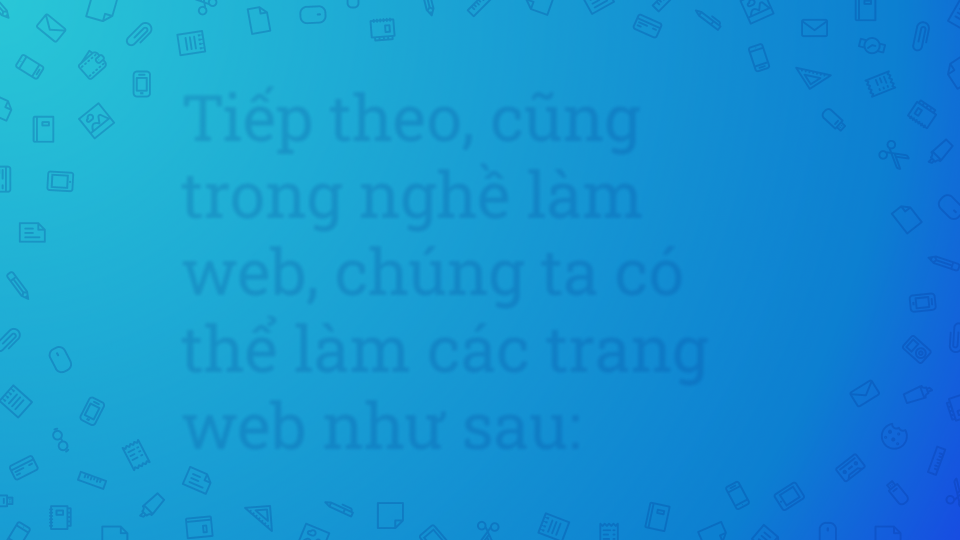 Tiếp theo, cũng
trong nghề làm
web, chúng ta có
thể làm các trang
web như sau: